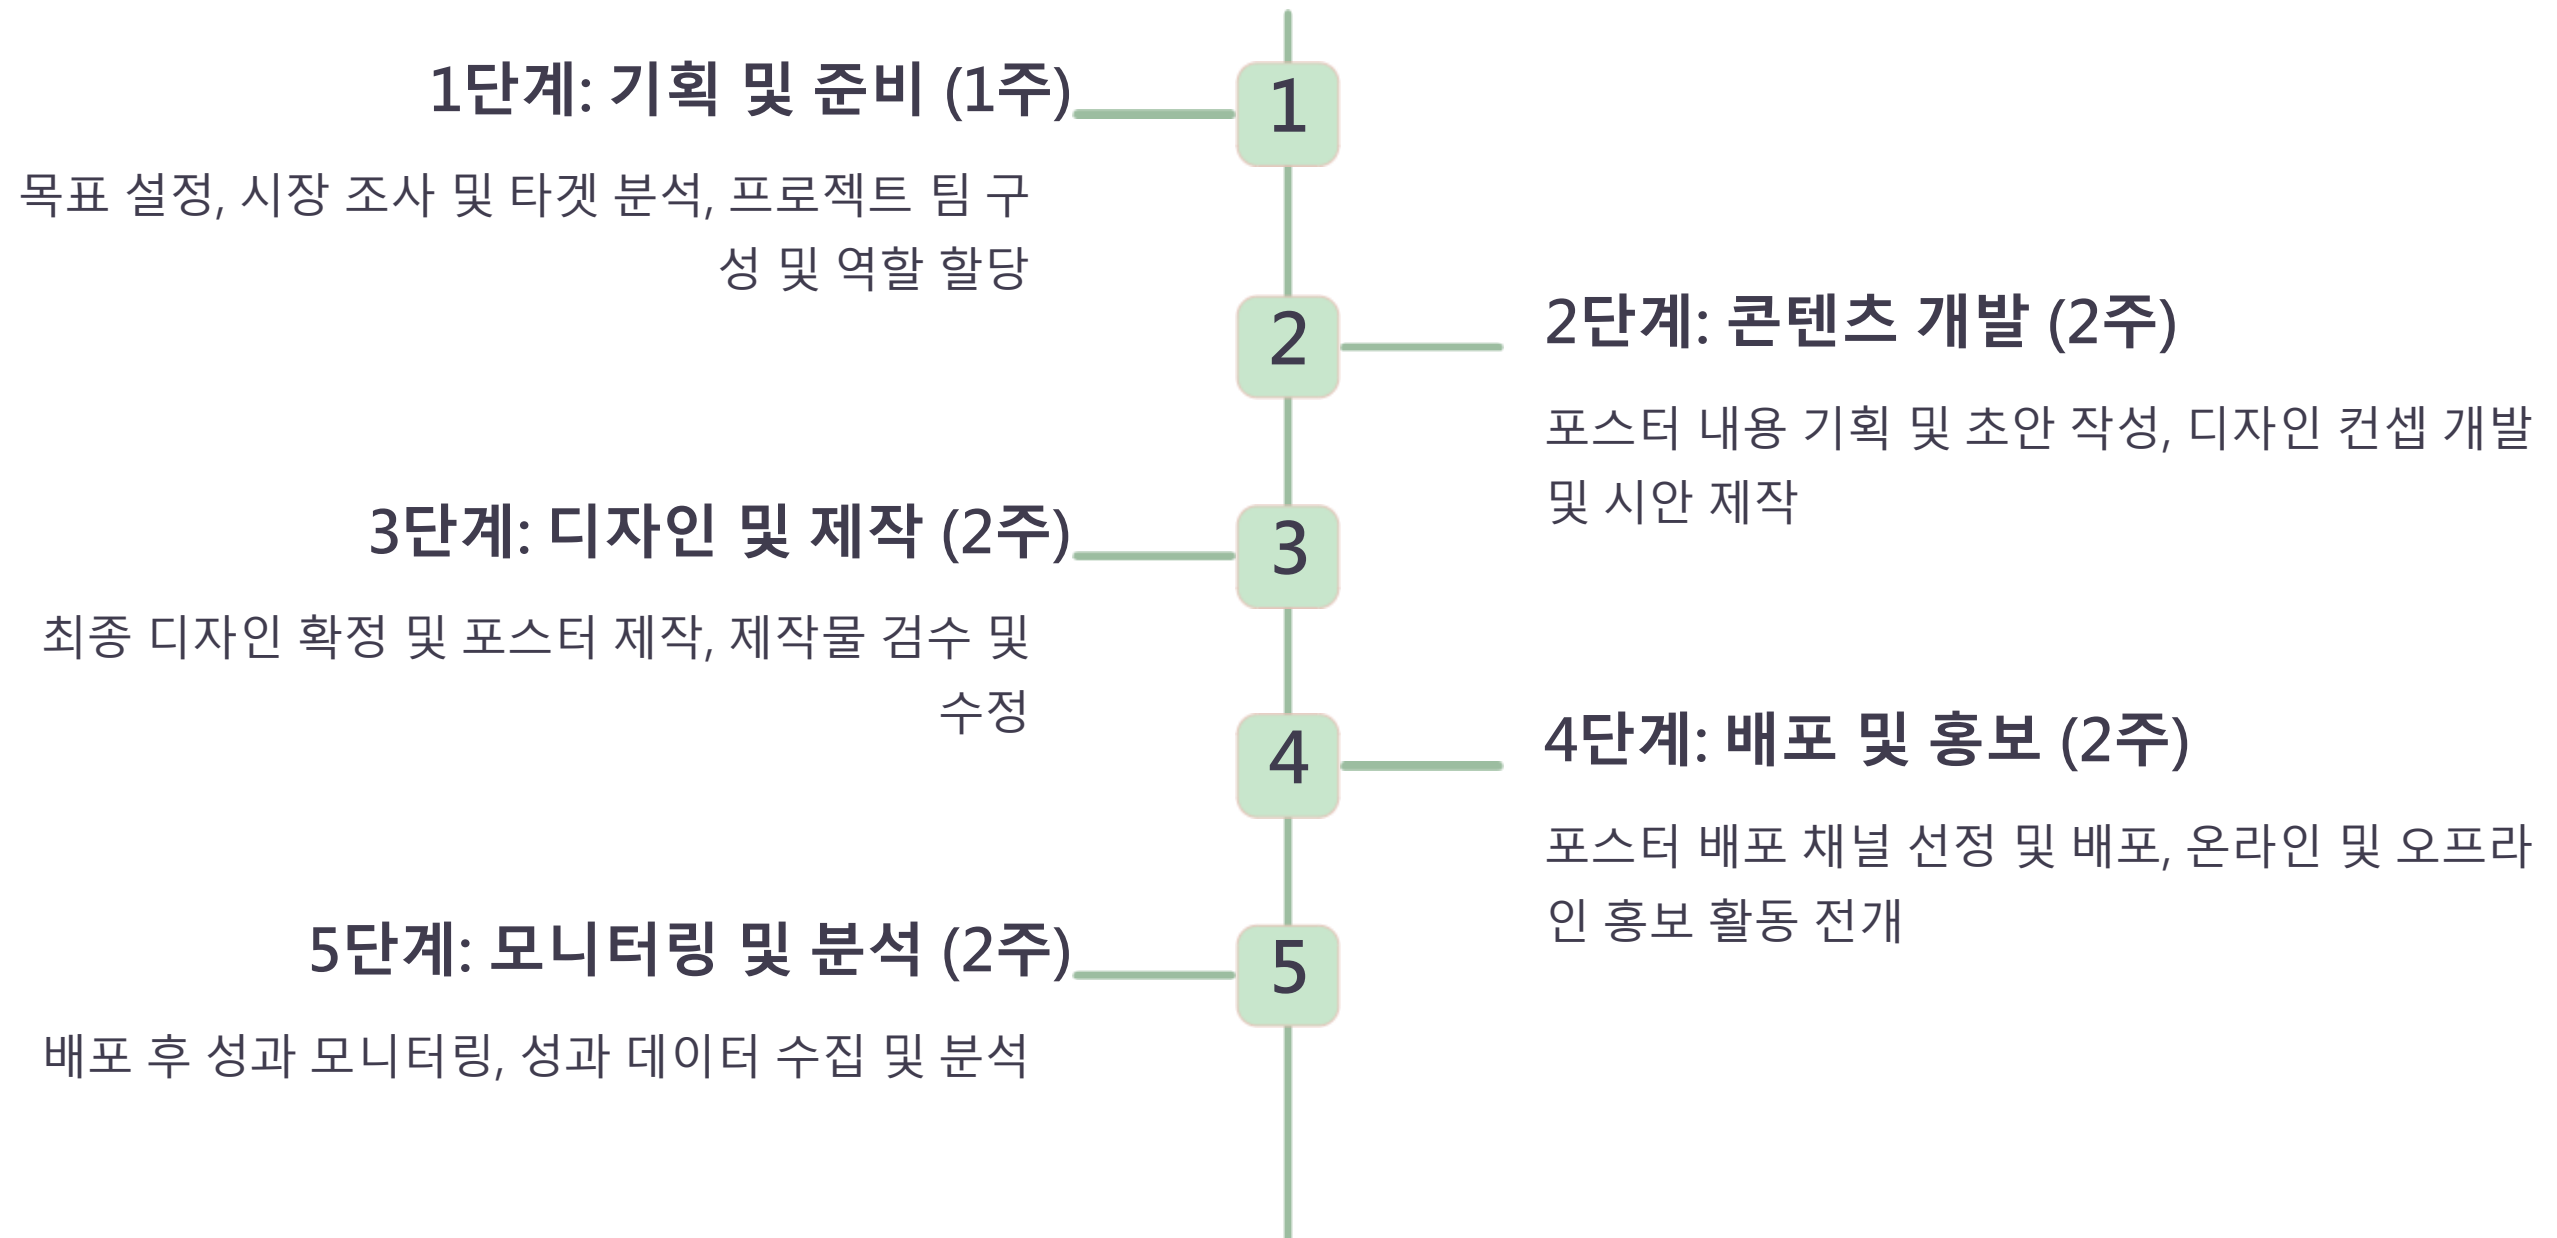 1단계: 기획 및 준비 (1주)
1
목표 설정, 시장 조사 및 타겟 분석, 프로젝트 팀 구
성 및 역할 할당
2
2단계: 콘텐츠 개발 (2주)
포스터 내용 기획 및 초안 작성, 디자인 컨셉 개발
및 시안 제작
3단계: 디자인 및 제작 (2주)
3
최종 디자인 확정 및 포스터 제작, 제작물 검수 및
수정
4
4단계: 배포 및 홍보 (2주)
포스터 배포 채널 선정 및 배포, 온라인 및 오프라
인 홍보 활동 전개
5단계: 모니터링 및 분석 (2주)
5
배포 후 성과 모니터링, 성과 데이터 수집 및 분석